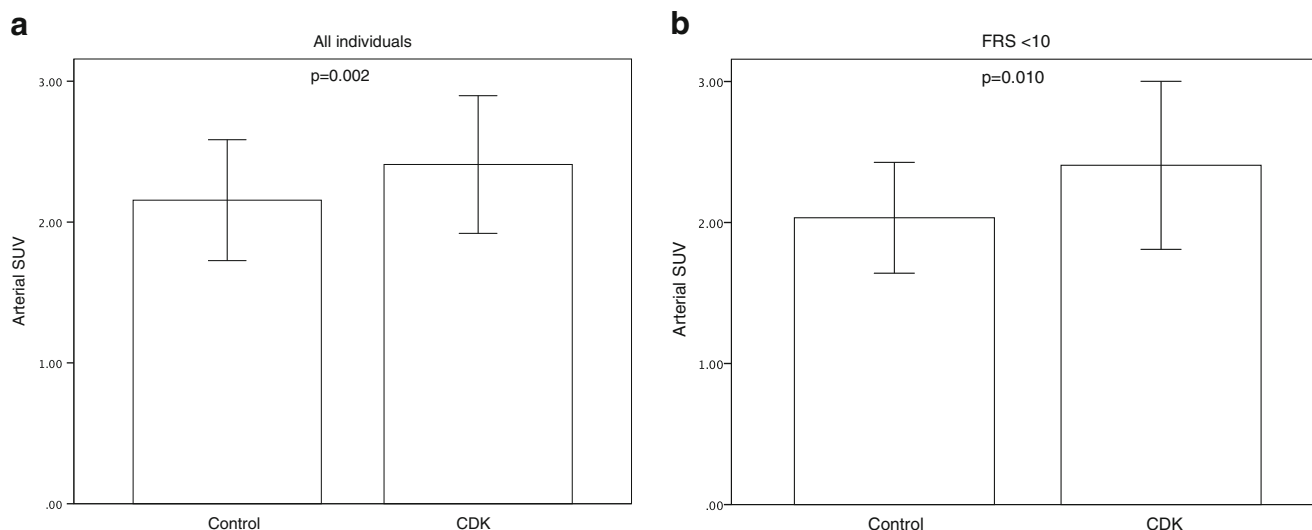 a
All individuals
p=0.002
3.00
2.00
1.00
.00
Arterial SUV
Control CDK
b
FRS <10
p=0.010
3.00
2.00
1.00
.00
Arterial SUV
Control CDK